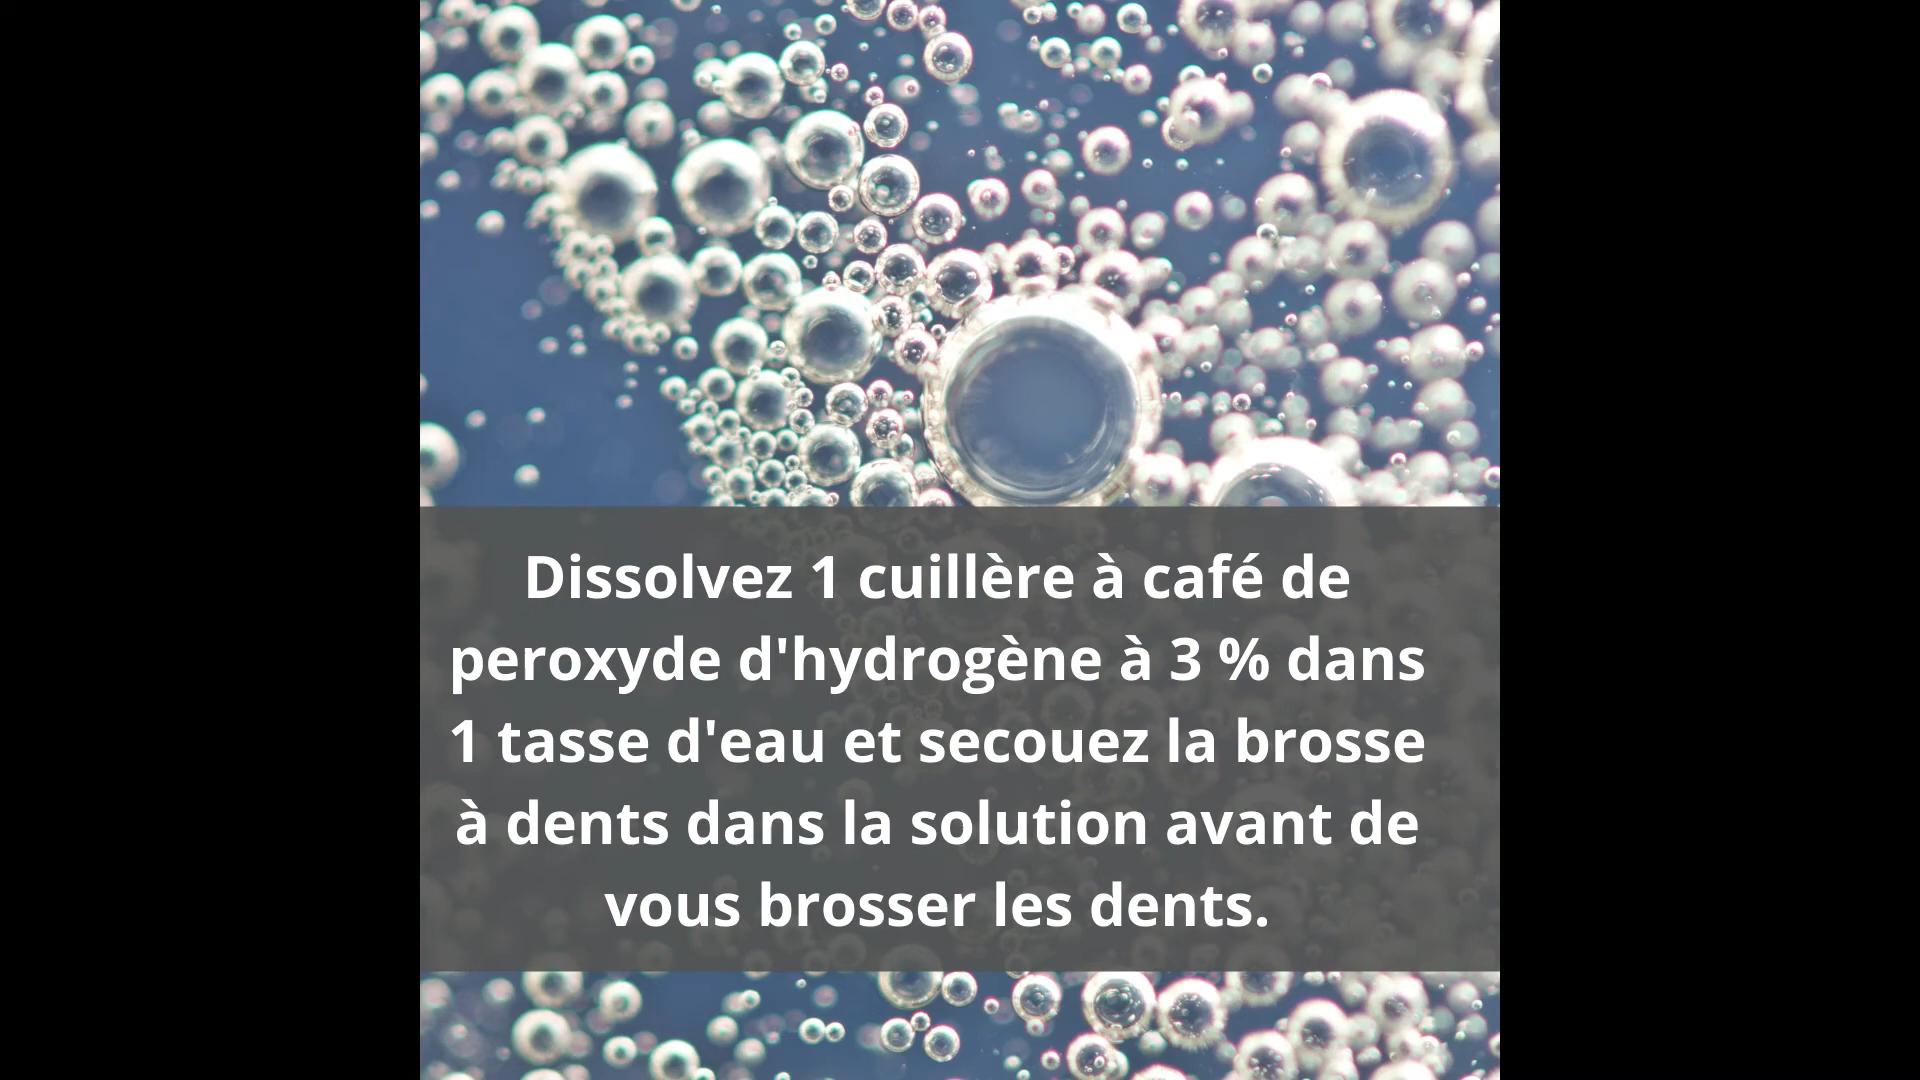 Dissolvez 1 cuillère à café de
peroxyde d'hydrogène à 3 % dans
1 tasse d'eau et secouez la brosse
à dents dans la solution avant de
vous brosser les dents.